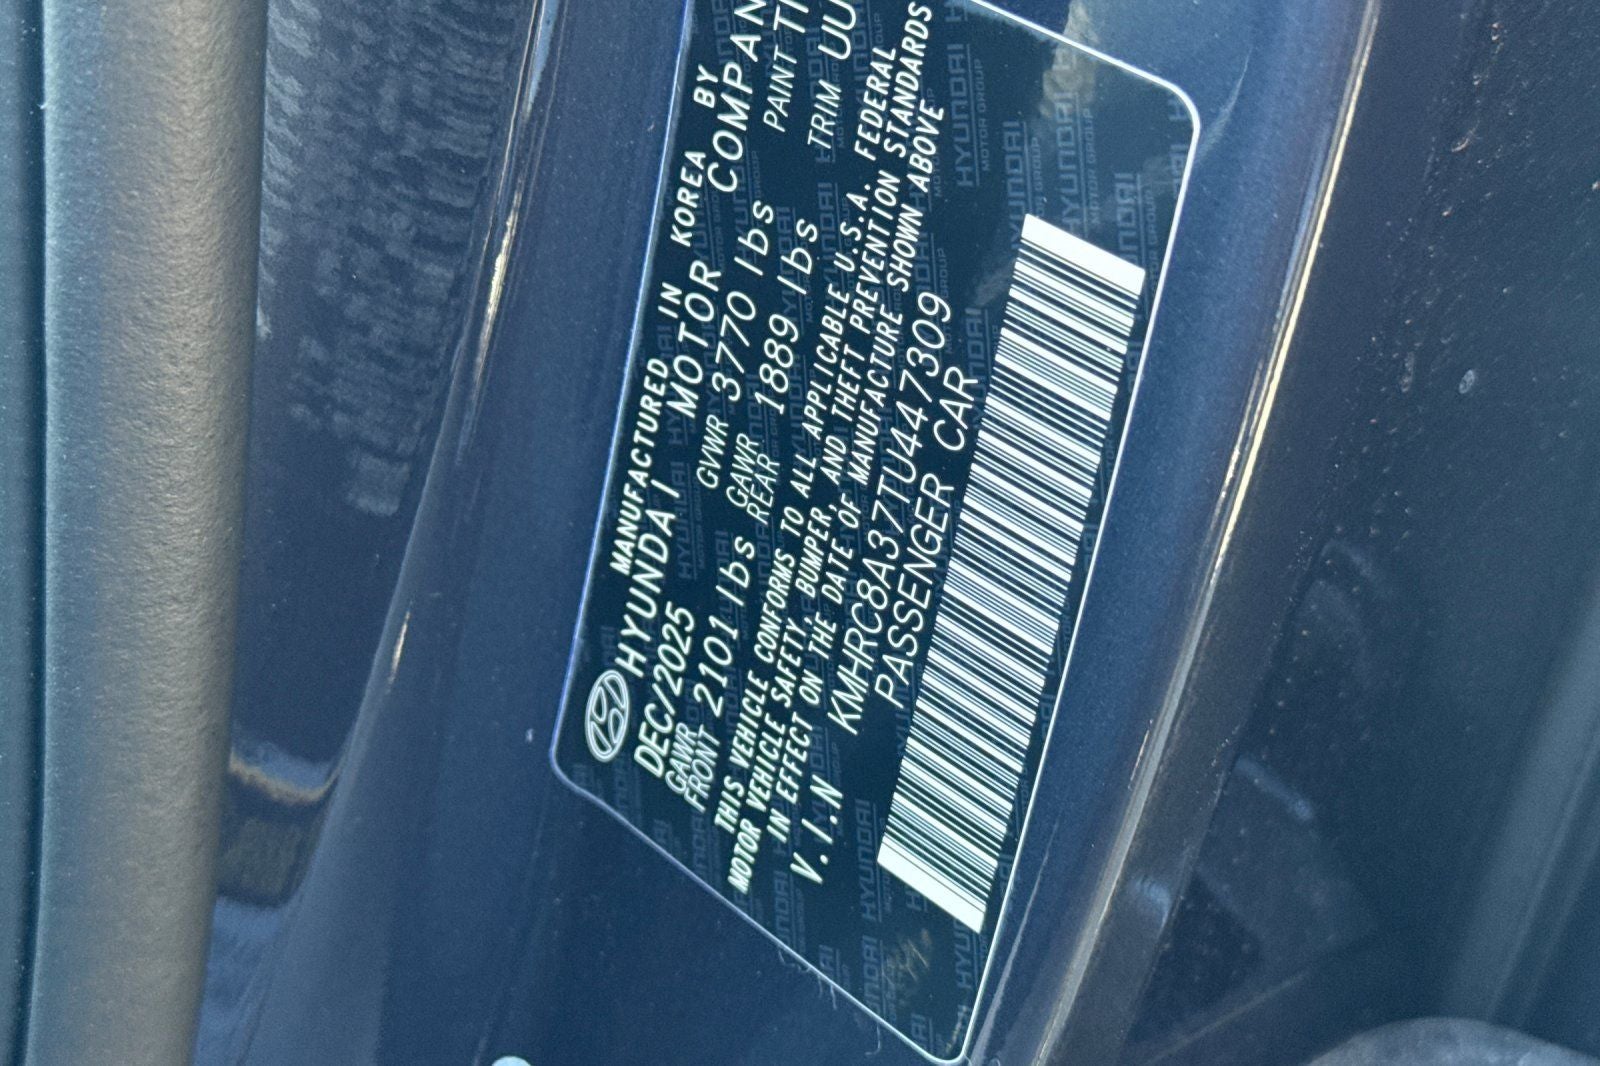 MANUFACTURED IN KOREA BY
HYUNDAI MOTOR COMPAN
DEC/2025 GVWR 3770 lbs PAINT
GAWR FRONT 2101 lbs GAWR REAR 1889 lbs TRIM UU
THIS VEHICLE CONFORMS TO ALL APPLICABLE U.S.A. FEDERAL
MOTOR VEHICLE SAFETY, BUMPER, AND THEFT PREVENTION STANDARDS
IN EFFECT ON THE DATE OF MANUFACTURE SHOWN ABOVE
V.I.N KMHRC8A37TU447309
PASSENGER CAR
HYUNDAI
MOTOR GROUP